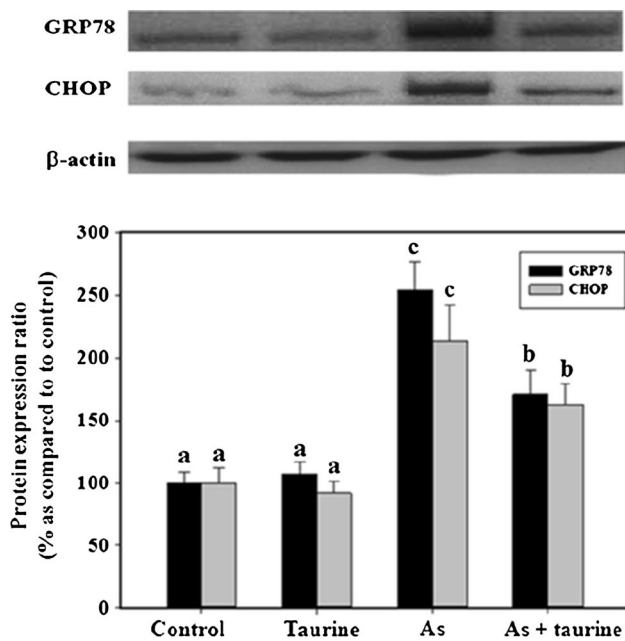 GRP78
CHOP
β-actin
Protein expression ratio
(% as compared to to control)
300
250
200
150
100
50
0
a a
a a
c c
b b
GRP78
CHOP
Control Taurine As As + taurine